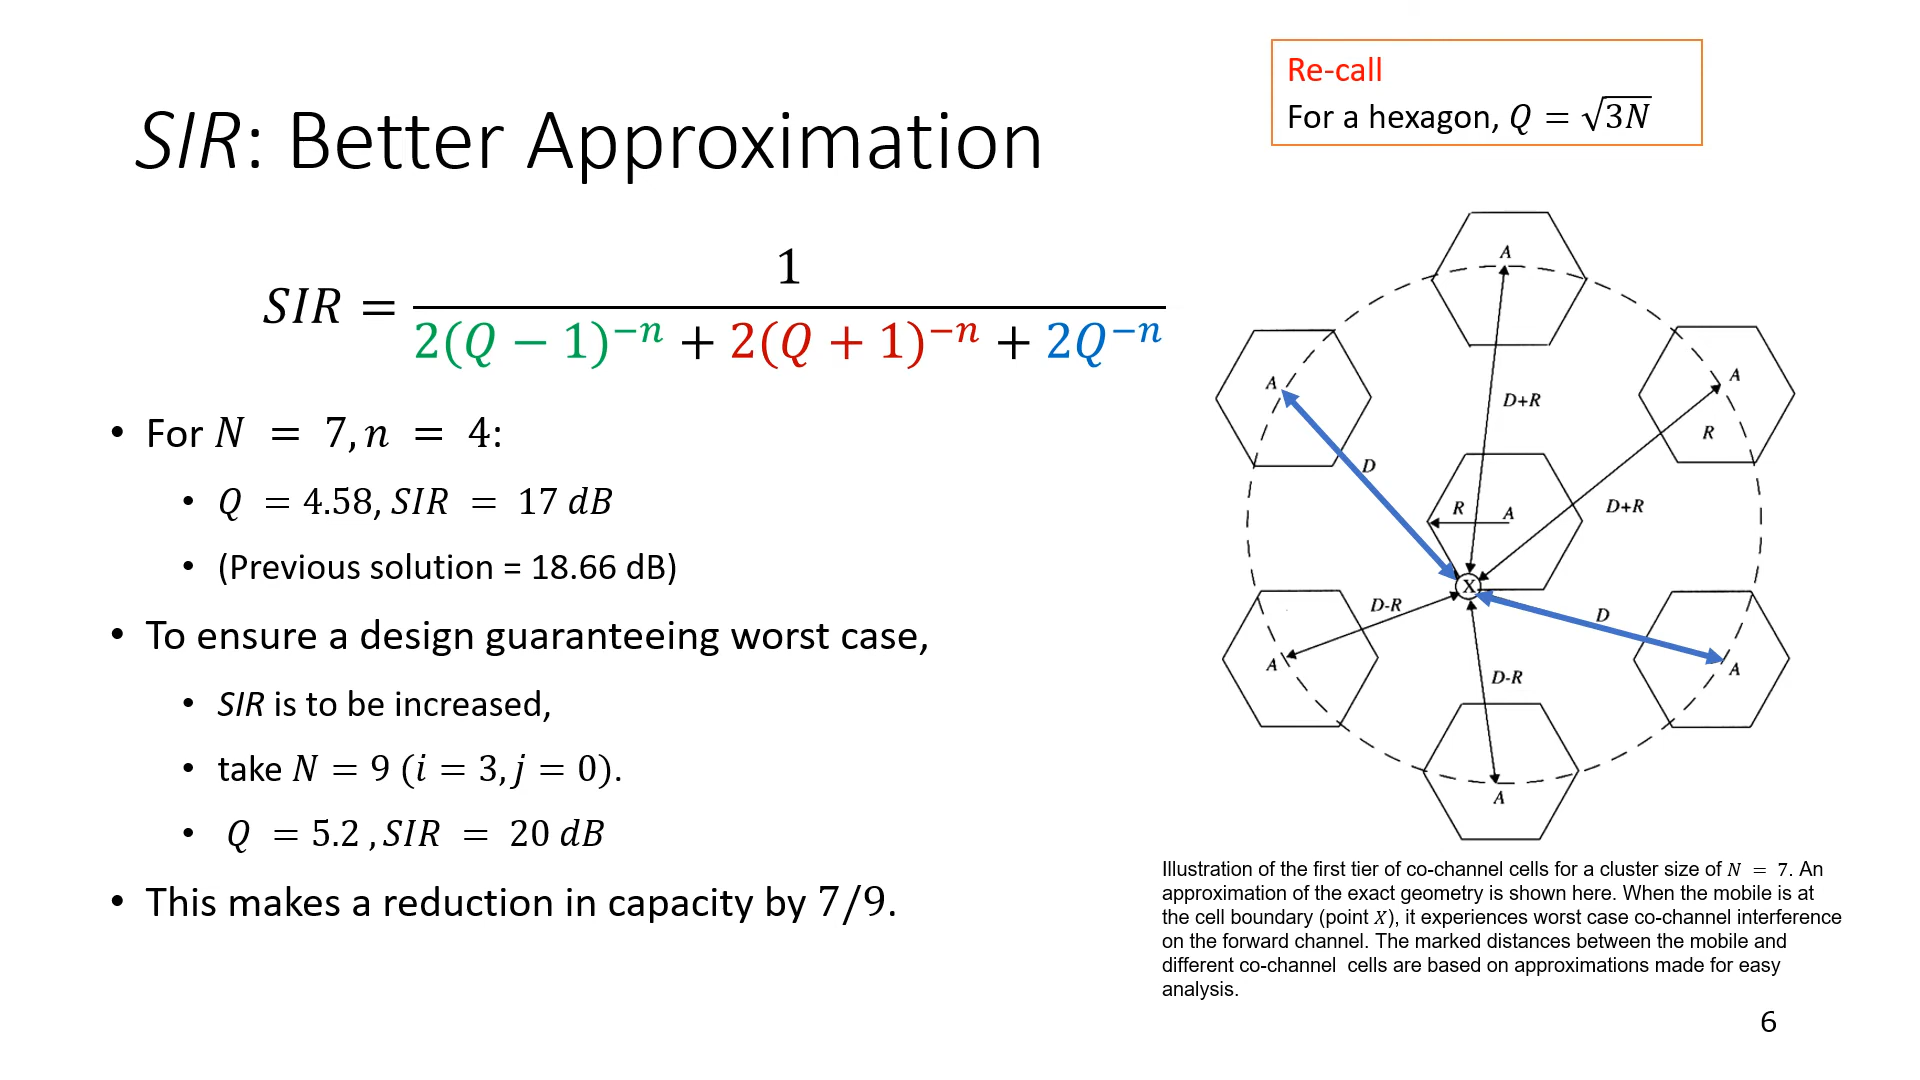 Re-call
For a hexagon, Q = √3N
SIR: Better Approximation
SIR = 1 / (2(Q − 1)⁻ⁿ + 2(Q + 1)⁻ⁿ + 2Q⁻ⁿ)
• For N = 7, n = 4:
• Q = 4.58, SIR = 17 dB
• (Previous solution = 18.66 dB)
• To ensure a design guaranteeing worst case,
• SIR is to be increased,
• take N = 9 (i = 3, j = 0).
• Q = 5.2 , SIR = 20 dB
• This makes a reduction in capacity by 7/9.
A
A
A
D+R
R
D
R
A
D+R
X
D-R
D
A
A
D-R
A
Illustration of the first tier of co-channel cells for a cluster size of N = 7. An
approximation of the exact geometry is shown here. When the mobile is at
the cell boundary (point X), it experiences worst case co-channel interference
on the forward channel. The marked distances between the mobile and
different co-channel cells are based on approximations made for easy
analysis.
6